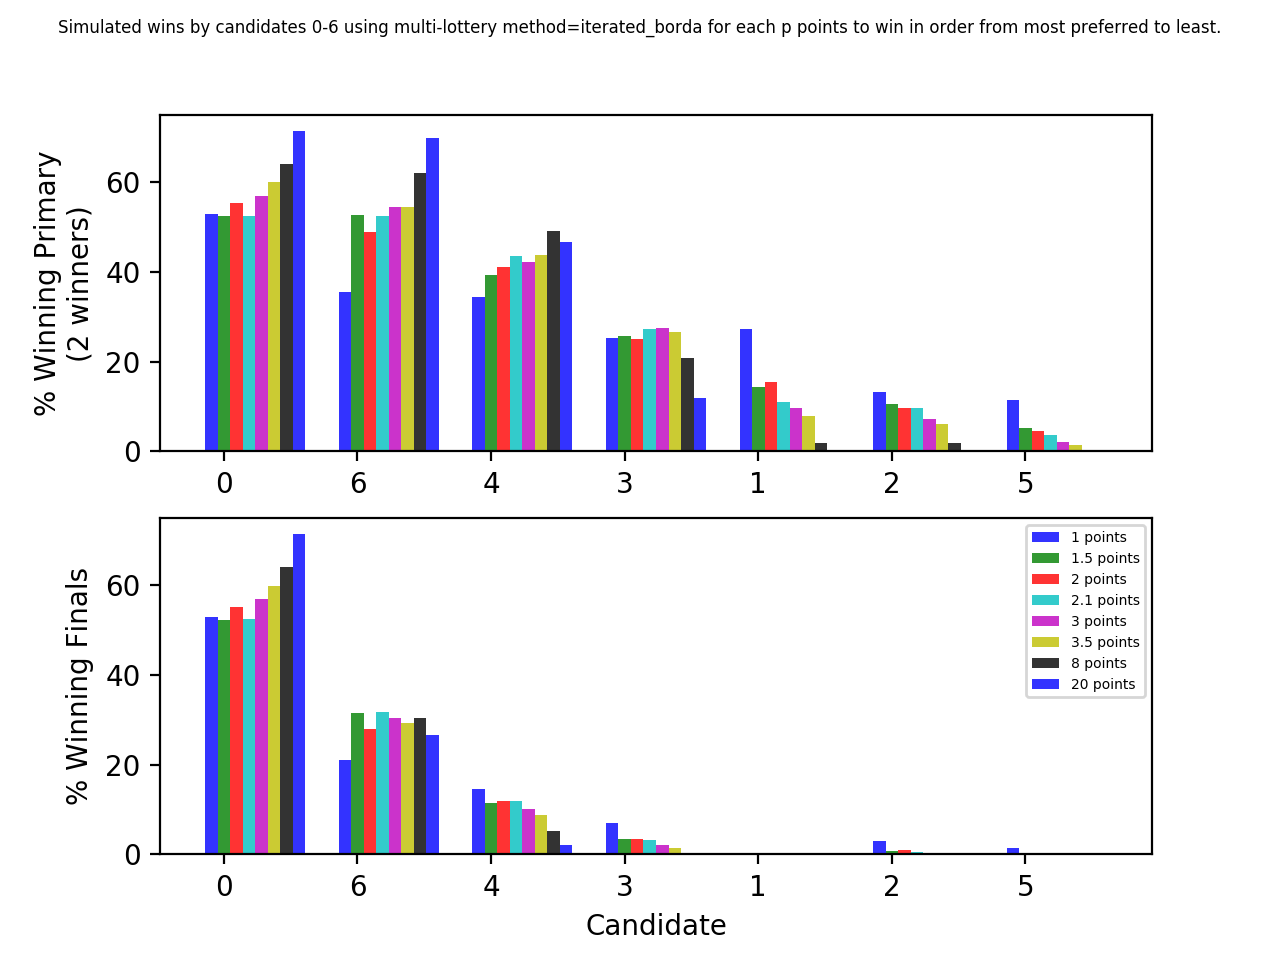 Simulated wins by candidates 0-6 using multi-lottery method=iterated_borda for each p points to win in order from most preferred to least.
% Winning Primary
(2 winners)
60
40
20
0
0 6 4 3 1 2 5
% Winning Finals
60
40
20
0
1 points
1.5 points
2 points
2.1 points
3 points
3.5 points
8 points
20 points
0 6 4 3 1 2 5
Candidate